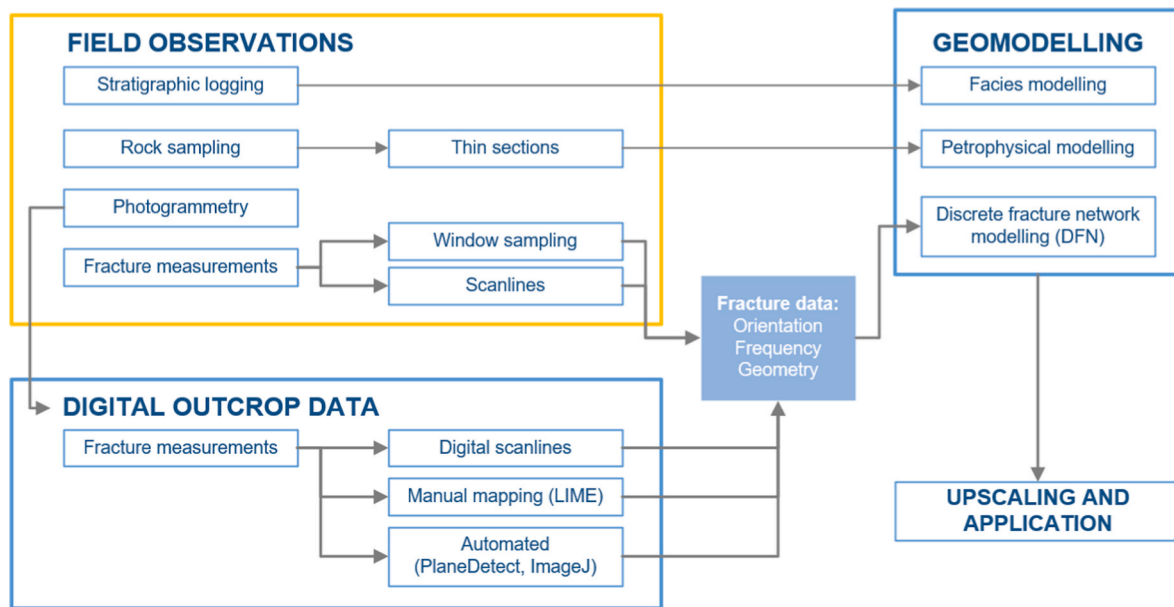 FIELD OBSERVATIONS
Stratigraphic logging
Rock sampling
Thin sections
Photogrammetry
Fracture measurements
Window sampling
Scanlines
DIGITAL OUTCROP DATA
Fracture measurements
Digital scanlines
Manual mapping (LIME)
Automated
(PlaneDetect, ImageJ)
Fracture data:
Orientation
Frequency
Geometry
GEOMODELLING
Facies modelling
Petrophysical modelling
Discrete fracture network
modelling (DFN)
UPSCALING AND
APPLICATION